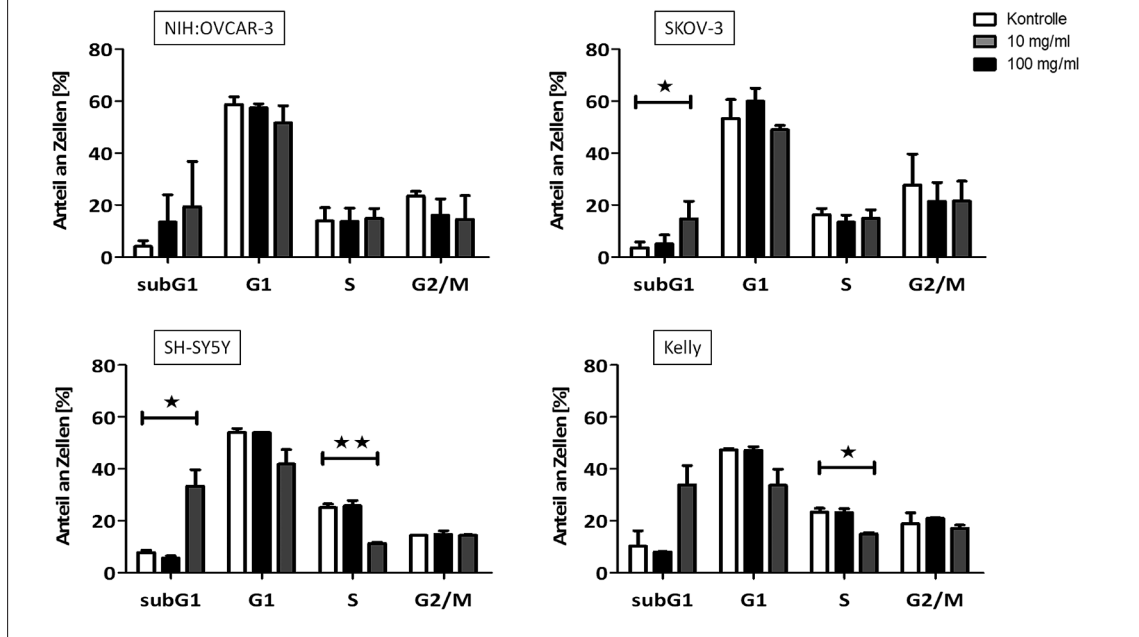 NIH:OVCAR-3
SKOV-3
Kontrolle
10 mg/ml
100 mg/ml
Anteil an Zellen [%]
80
60
40
20
0
subG1 G1 S G2/M
Anteil an Zellen [%]
80
60
★
40
20
0
subG1 G1 S G2/M
SH-SY5Y
Kelly
Anteil an Zellen [%]
80
60
★
★★
40
20
0
subG1 G1 S G2/M
Anteil an Zellen [%]
80
60
★
40
20
0
subG1 G1 S G2/M